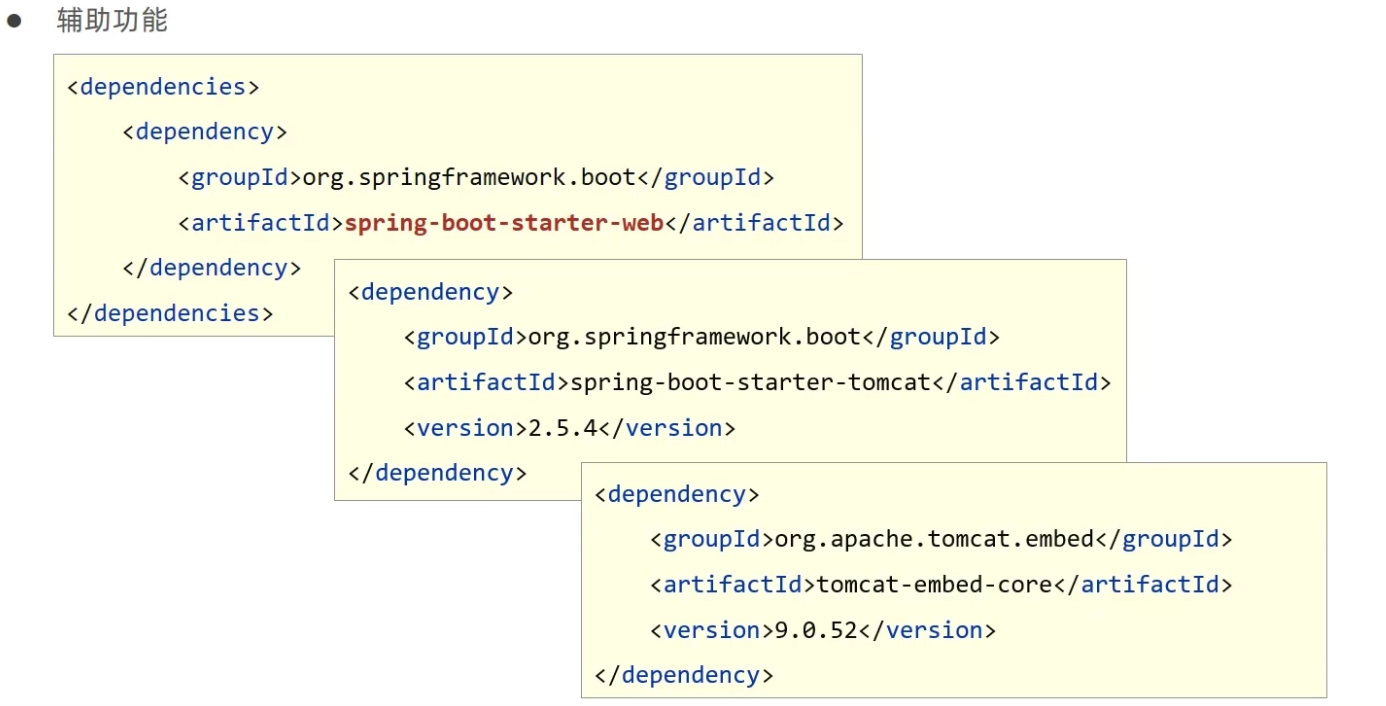 ● 辅助功能
<dependencies>
<dependency>
<groupId>org.springframework.boot</groupId>
<artifactId>spring-boot-starter-web</artifactId>
</dependency>
</dependencies>
<dependency>
<groupId>org.springframework.boot</groupId>
<artifactId>spring-boot-starter-tomcat</artifactId>
<version>2.5.4</version>
</dependency>
<dependency>
<groupId>org.apache.tomcat.embed</groupId>
<artifactId>tomcat-embed-core</artifactId>
<version>9.0.52</version>
</dependency>